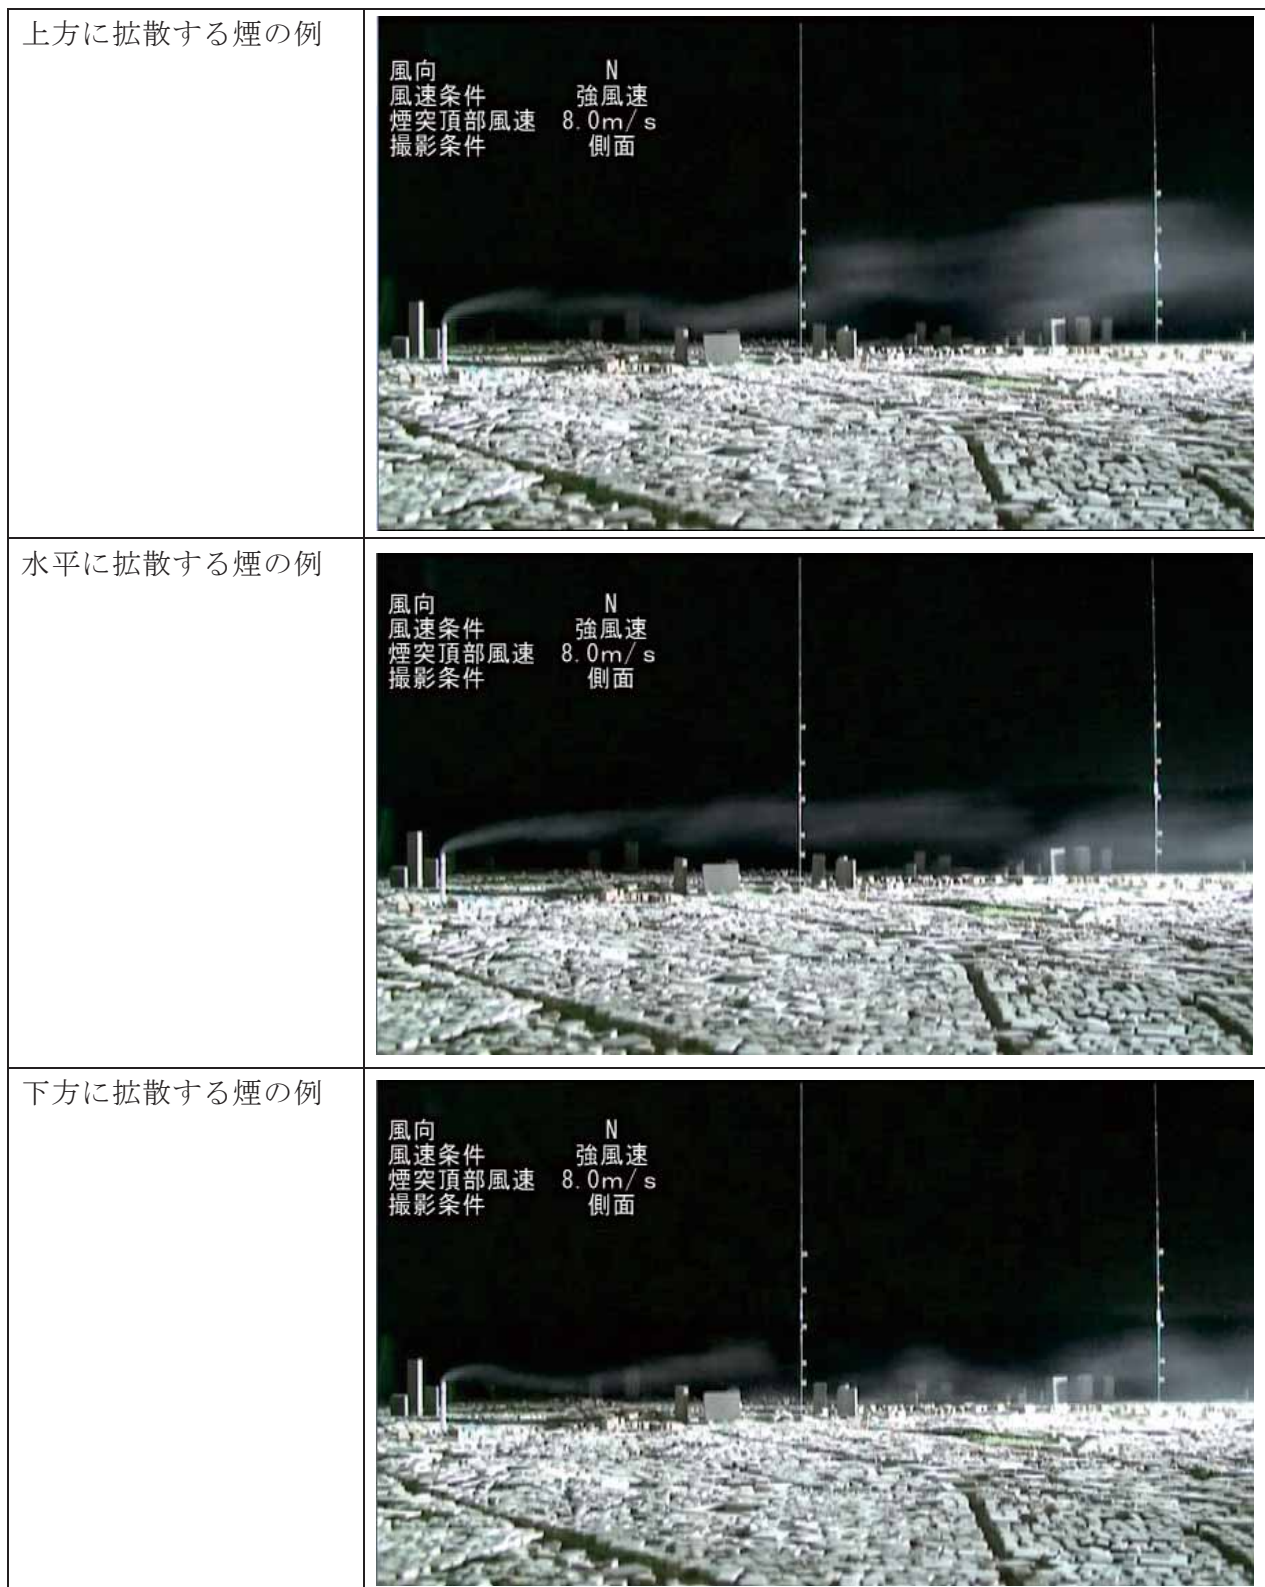 上方に拡散する煙の例
風向 N
風速条件 強風速
煙突頂部風速 8.0m/s
撮影条件 側面
水平に拡散する煙の例
風向 N
風速条件 強風速
煙突頂部風速 8.0m/s
撮影条件 側面
下方に拡散する煙の例
風向 N
風速条件 強風速
煙突頂部風速 8.0m/s
撮影条件 側面